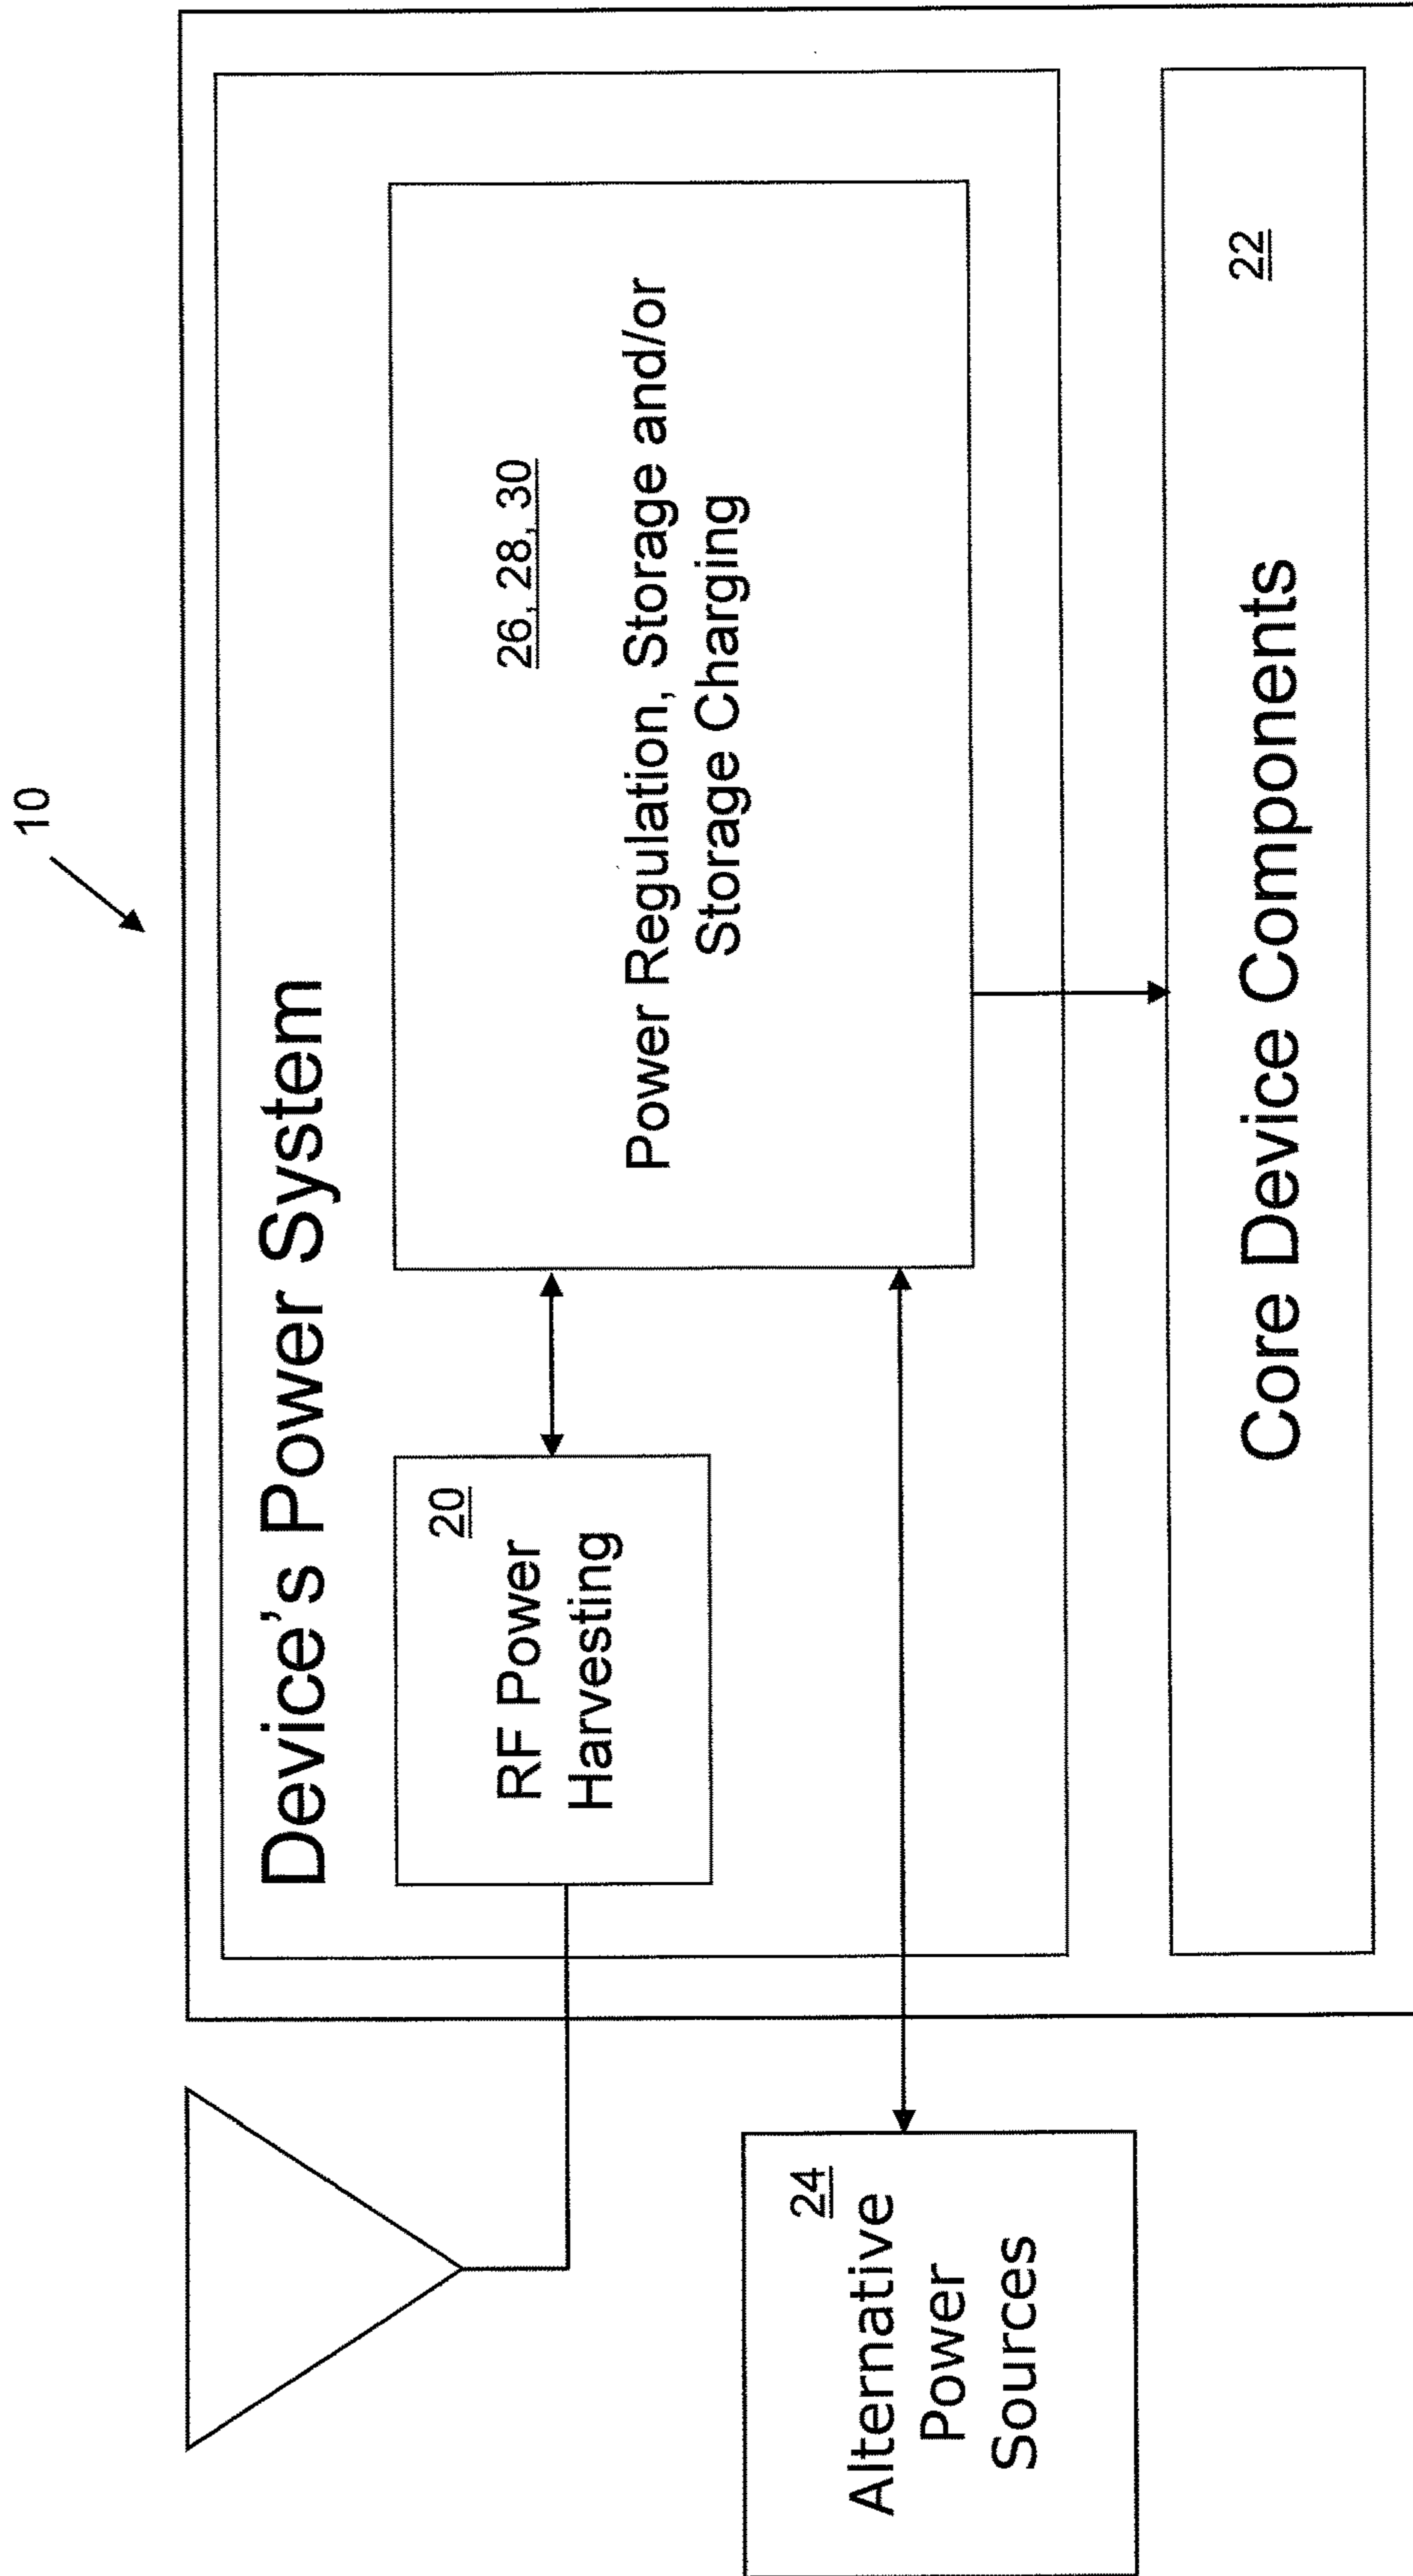 10
Device's Power System
20
RF Power
Harvesting
26, 28, 30
Power Regulation, Storage and/or
Storage Charging
24
Alternative
Power
Sources
22
Core Device Components